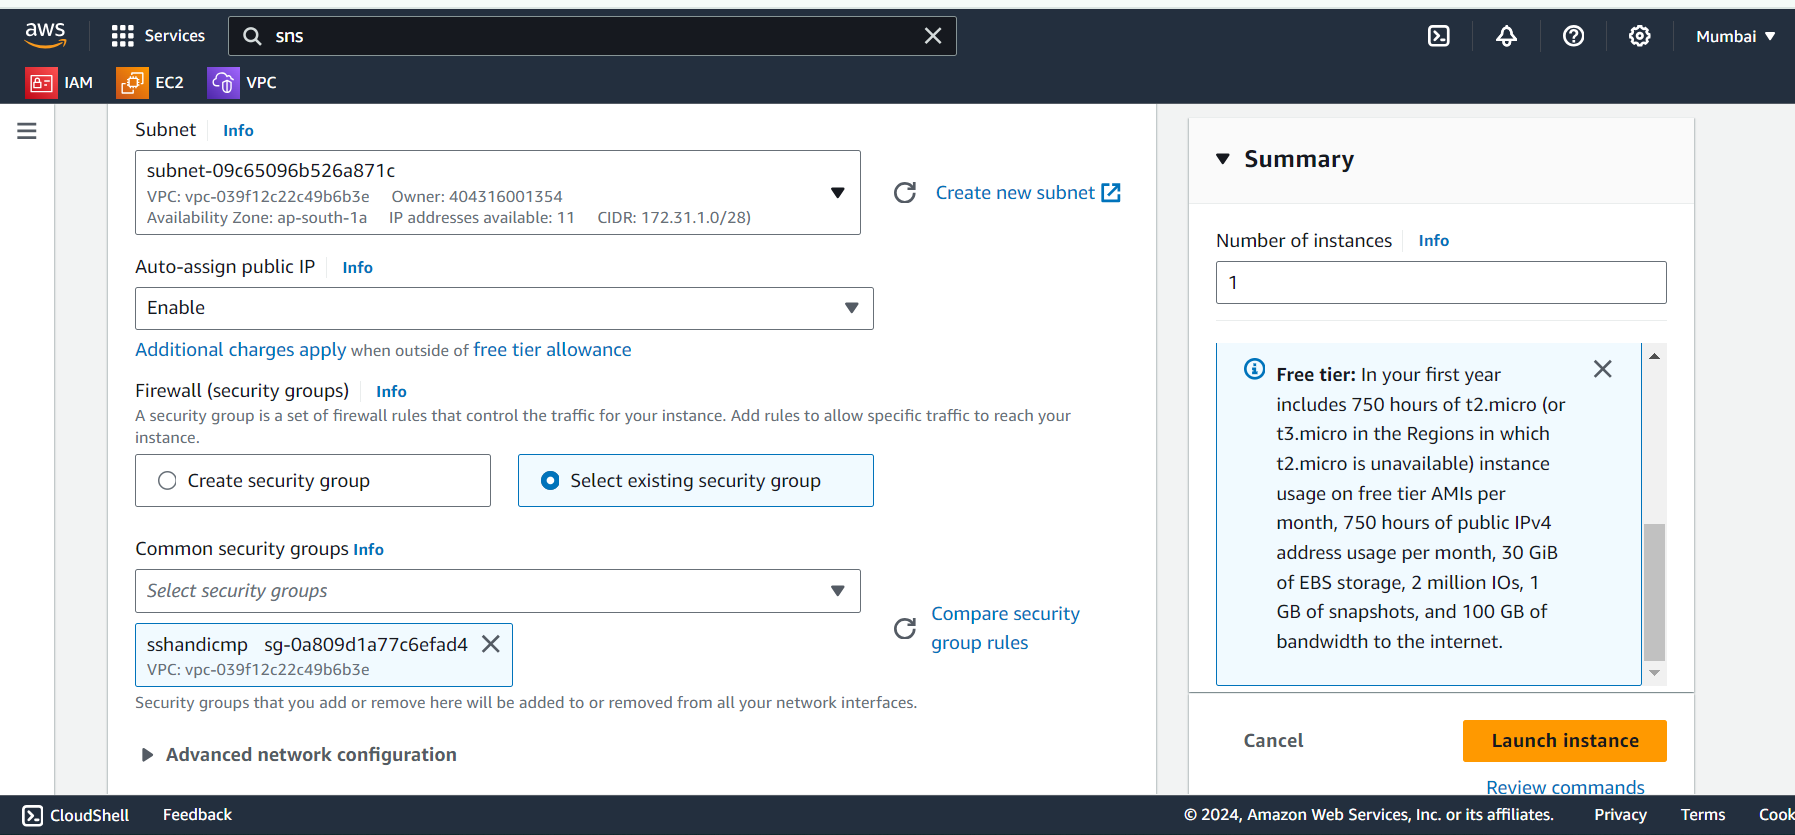 aws
Services
sns
Mumbai
IAM
EC2
VPC
Subnet Info
subnet-09c65096b526a871c
VPC: vpc-039f12c22c49b6b3e Owner: 404316001354
Availability Zone: ap-south-1a IP addresses available: 11 CIDR: 172.31.1.0/28)
Create new subnet
Auto-assign public IP Info
Enable
Additional charges apply when outside of free tier allowance
Firewall (security groups) Info
A security group is a set of firewall rules that control the traffic for your instance. Add rules to allow specific traffic to reach your
instance.
Create security group
Select existing security group
Common security groups Info
Select security groups
sshandicmp sg-0a809d1a77c6efad4
VPC: vpc-039f12c22c49b6b3e
Compare security
group rules
Security groups that you add or remove here will be added to or removed from all your network interfaces.
Advanced network configuration
Summary
Number of instances Info
1
Free tier: In your first year
includes 750 hours of t2.micro (or
t3.micro in the Regions in which
t2.micro is unavailable) instance
usage on free tier AMIs per
month, 750 hours of public IPv4
address usage per month, 30 GiB
of EBS storage, 2 million IOs, 1
GB of snapshots, and 100 GB of
bandwidth to the internet.
Cancel
Launch instance
Review commands
CloudShell
Feedback
© 2024, Amazon Web Services, Inc. or its affiliates.
Privacy
Terms
Cook